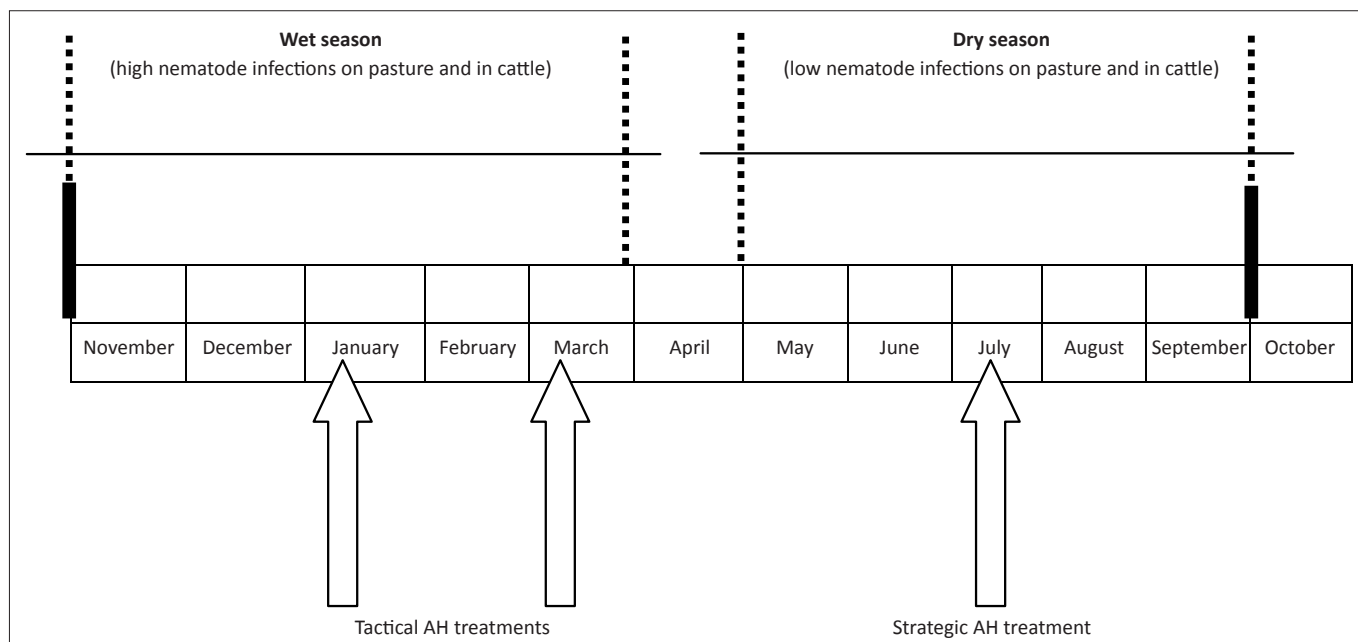 Wet season
(high nematode infections on pasture and in cattle)
Dry season
(low nematode infections on pasture and in cattle)
November December January February March April May June July August September October
Tactical AH treatments
Strategic AH treatment